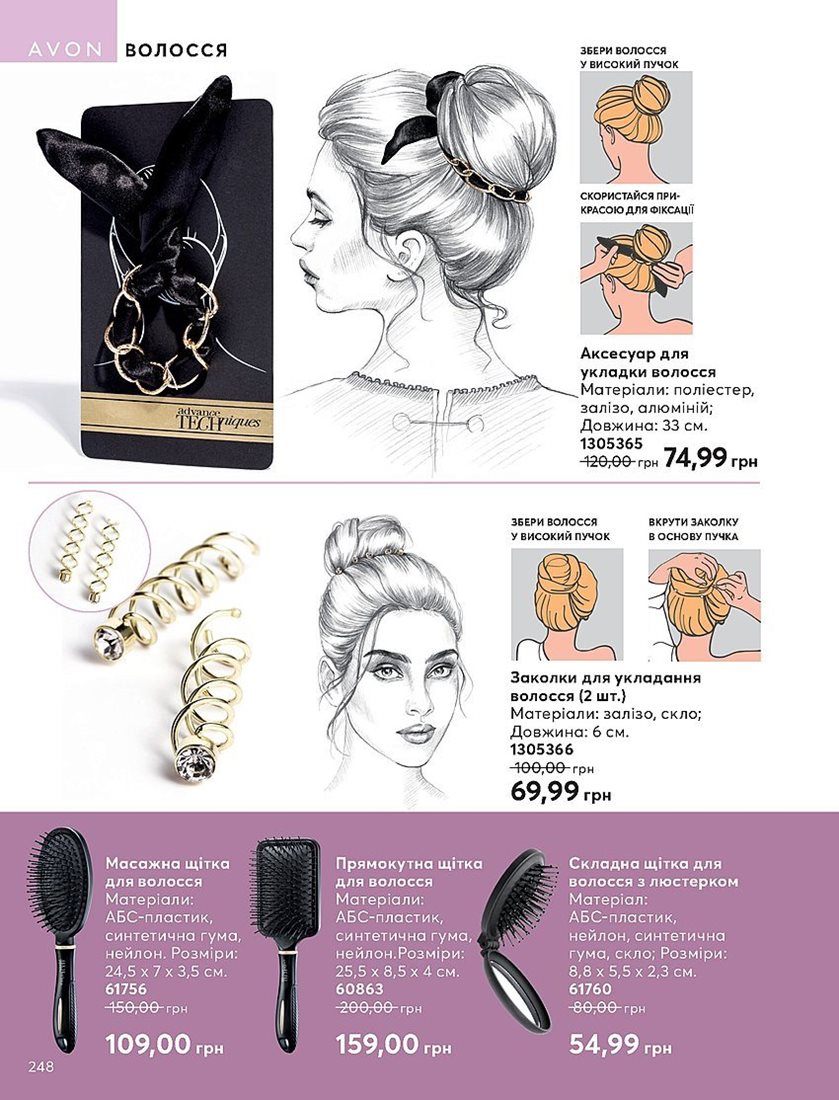 AVON ВОЛОССЯ
ЗБЕРИ ВОЛОССЯ
У ВИСОКИЙ ПУЧОК
СКОРИСТАЙСЯ ПРИ-
КРАСОЮ ДЛЯ ФІКСАЦІЇ
advance
TECHniques
Аксесуар для
укладки волосся
Матеріали: поліестер,
залізо, алюміній;
Довжина: 33 см.
1305365
120,00 грн 74,99 грн
ЗБЕРИ ВОЛОССЯ
У ВИСОКИЙ ПУЧОК
ВКРУТИ ЗАКОЛКУ
В ОСНОВУ ПУЧКА
Заколки для укладання
волосся (2 шт.)
Матеріали: залізо, скло;
Довжина: 6 см.
1305366
100,00 грн
69,99 грн
Масажна щітка
для волосся
Матеріали:
АБС-пластик,
синтетична гума,
нейлон. Розміри:
24,5 х 7 х 3,5 см.
61756
150,00 грн
109,00 грн
Прямокутна щітка
для волосся
Матеріали:
АБС-пластик,
синтетична гума,
нейлон.Розміри:
25,5 х 8,5 х 4 см.
60863
200,00 грн
159,00 грн
Складна щітка для
волосся з люстерком
Матеріал:
АБС-пластик,
нейлон, синтетична
гума, скло; Розміри:
8,8 х 5,5 х 2,3 см.
61760
80,00 грн
54,99 грн
248